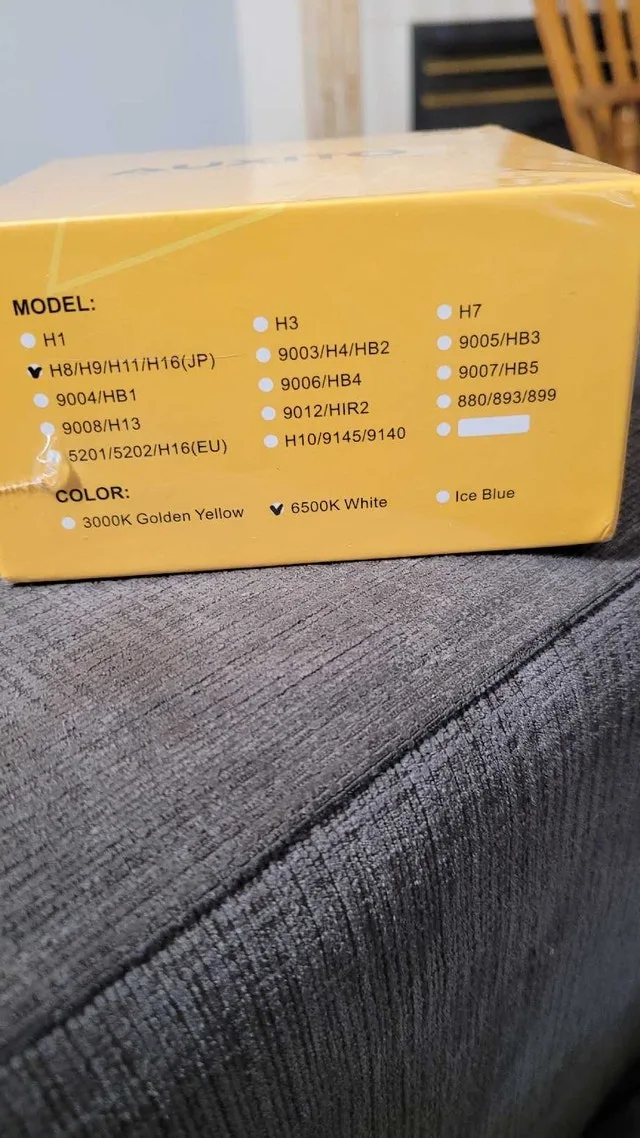 AUXITO
MODEL:
H1
H3
H7
H8/H9/H11/H16(JP)
9003/H4/HB2
9005/HB3
9004/HB1
9006/HB4
9007/HB5
9008/H13
9012/HIR2
880/893/899
5201/5202/H16(EU)
H10/9145/9140
COLOR:
3000K Golden Yellow
6500K White
Ice Blue